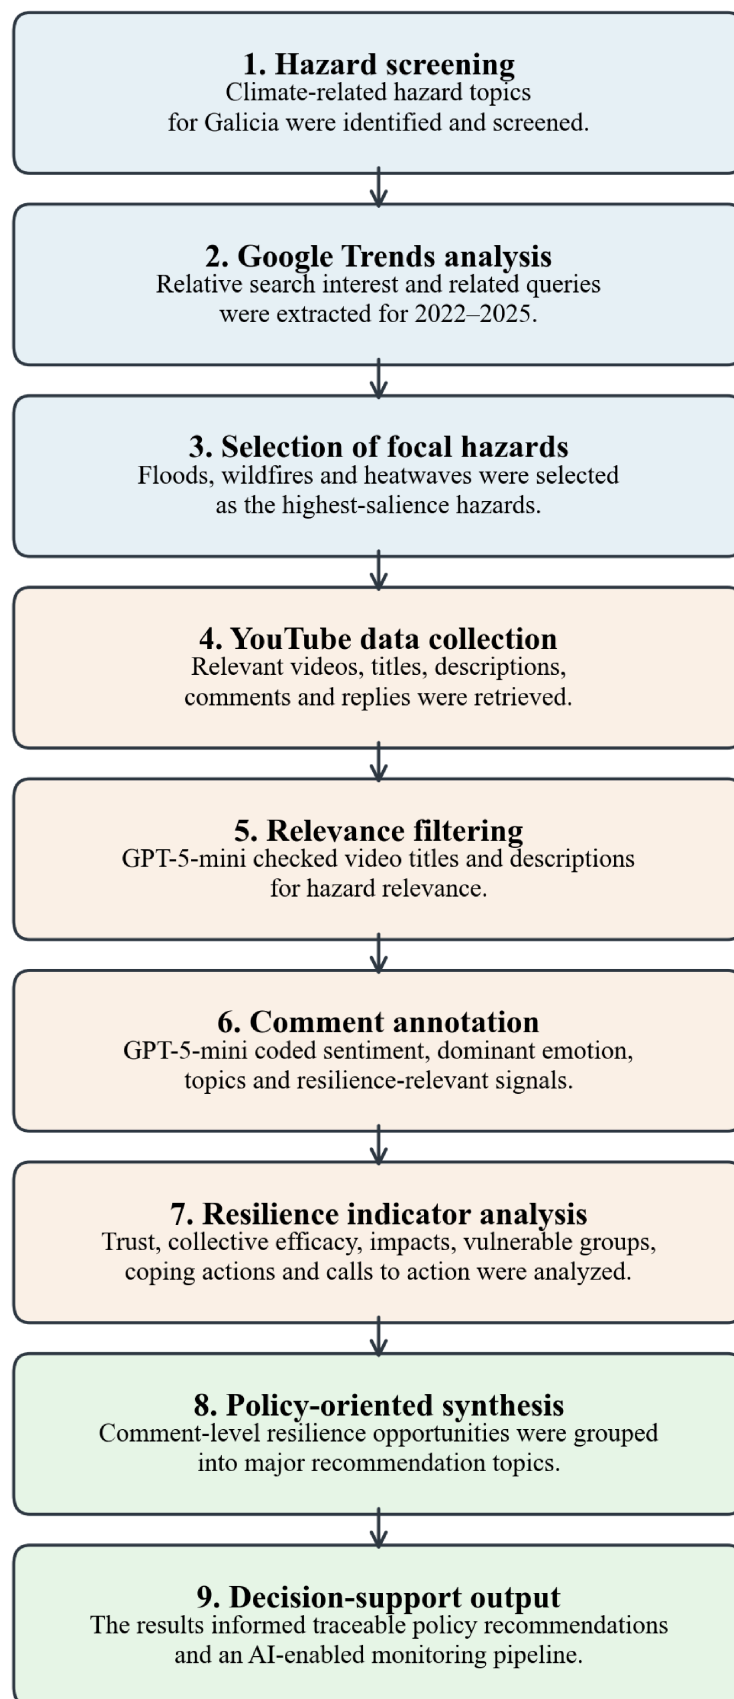 1. Hazard screening
Climate-related hazard topics
for Galicia were identified and screened.
2. Google Trends analysis
Relative search interest and related queries
were extracted for 2022–2025.
3. Selection of focal hazards
Floods, wildfires and heatwaves were selected
as the highest-salience hazards.
4. YouTube data collection
Relevant videos, titles, descriptions,
comments and replies were retrieved.
5. Relevance filtering
GPT-5-mini checked video titles and descriptions
for hazard relevance.
6. Comment annotation
GPT-5-mini coded sentiment, dominant emotion,
topics and resilience-relevant signals.
7. Resilience indicator analysis
Trust, collective efficacy, impacts, vulnerable groups,
coping actions and calls to action were analyzed.
8. Policy-oriented synthesis
Comment-level resilience opportunities were grouped
into major recommendation topics.
9. Decision-support output
The results informed traceable policy recommendations
and an AI-enabled monitoring pipeline.